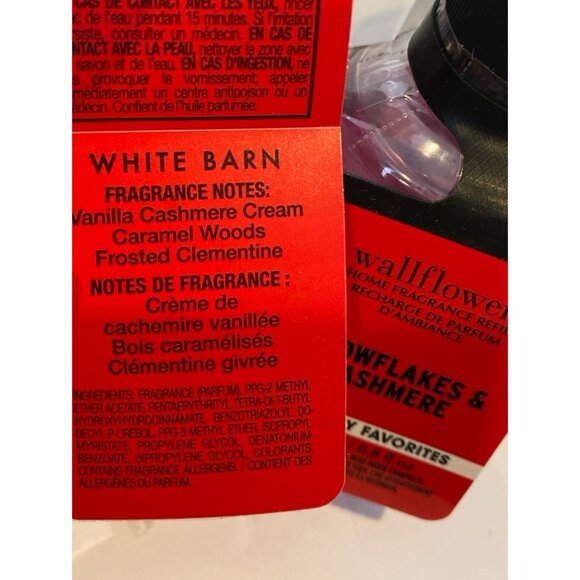 CAS DE CONTACT AVEC LES YEUX, rincer
pendant 15 minutes. Si l'irritation
consulter un médecin. EN CAS DE
CONTACT AVEC LA PEAU, nettoyer la zone avec
savon et de l'eau. EN CAS D'INGESTION, ne
provoquer le vomissement; appeler
immédiatement un centre antipoison ou un
médecin. Contient de l'huile parfumée.
WHITE BARN
FRAGRANCE NOTES:
Vanilla Cashmere Cream
Caramel Woods
Frosted Clementine
NOTES DE FRAGRANCE :
Crème de
cachemire vanillée
Bois caramélisés
Clémentine givrée
INGREDIENTS: FRAGRANCE (PARFUM), PPG-2 METHYL
ETHER ACETATE, PENTAERYTHRITYL TETRA-DI-T-BUTYL
HYDROXYHYDROCINNAMATE, BENZOTRIAZOLYL DO-
DECYL P-CRESOL, PPG-3 METHYL ETHER, ISOPROPYL
MYRISTATE, PROPYLENE GLYCOL, DENATONIUM
BENZOATE, DIPROPYLENE GLYCOL, COLORANTS.
CONTAINS FRAGRANCE ALLERGENS. / CONTIENT DES
ALLERGÈNES DU PARFUM.
wallflowers
HOME FRAGRANCE REFILL
RECHARGE DE PARFUM
D'AMBIANCE
OWFLAKES &
ASHMERE
Y FAVORITES